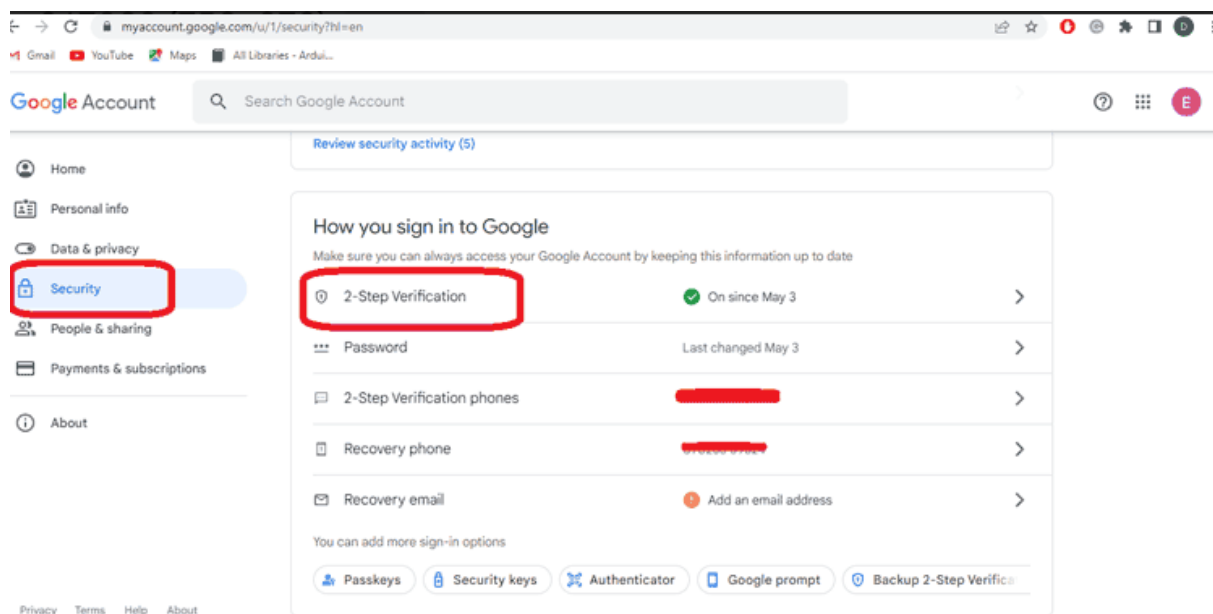 myaccount.google.com/u/1/security?hl=en
D
Gmail YouTube Maps All Libraries - Ardui...
Google Account Search Google Account E
Review security activity (5)
Home
Personal info
Data & privacy
Security
People & sharing
Payments & subscriptions
About
How you sign in to Google
Make sure you can always access your Google Account by keeping this information up to date
2-Step Verification On since May 3
Password Last changed May 3
2-Step Verification phones
Recovery phone
Recovery email Add an email address
You can add more sign-in options
Passkeys Security keys Authenticator Google prompt Backup 2-Step Verifica
Privacy Terms Help About